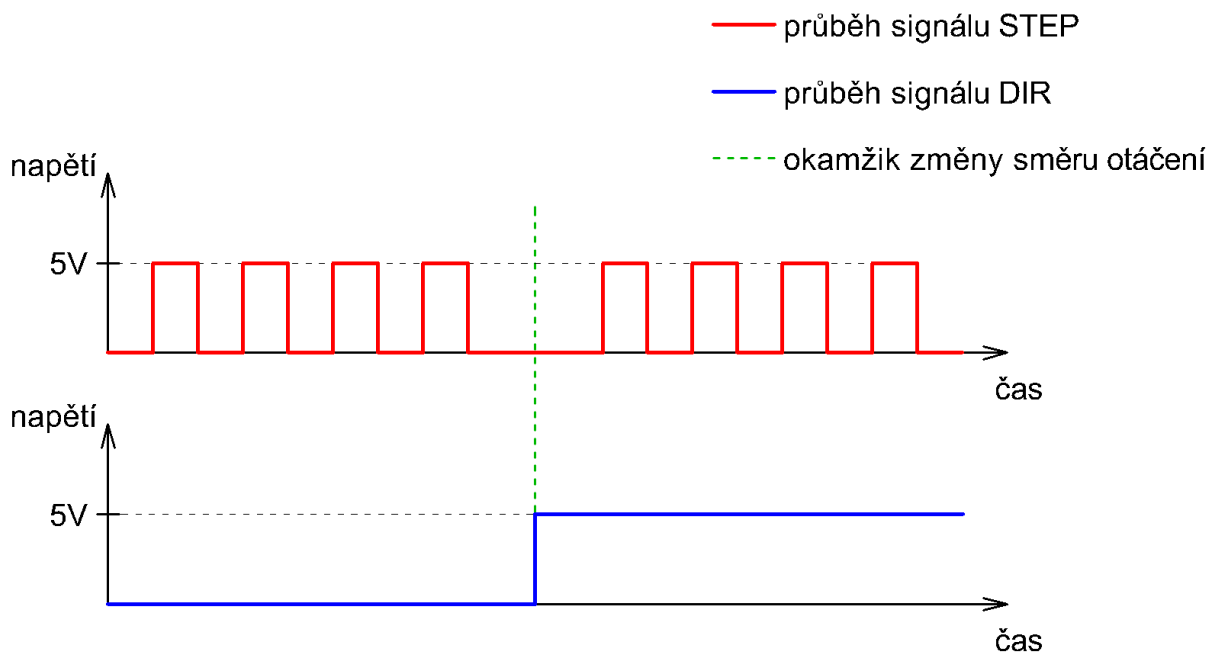 průběh signálu STEP
průběh signálu DIR
okamžik změny směru otáčení
napětí
5V
čas
napětí
5V
čas